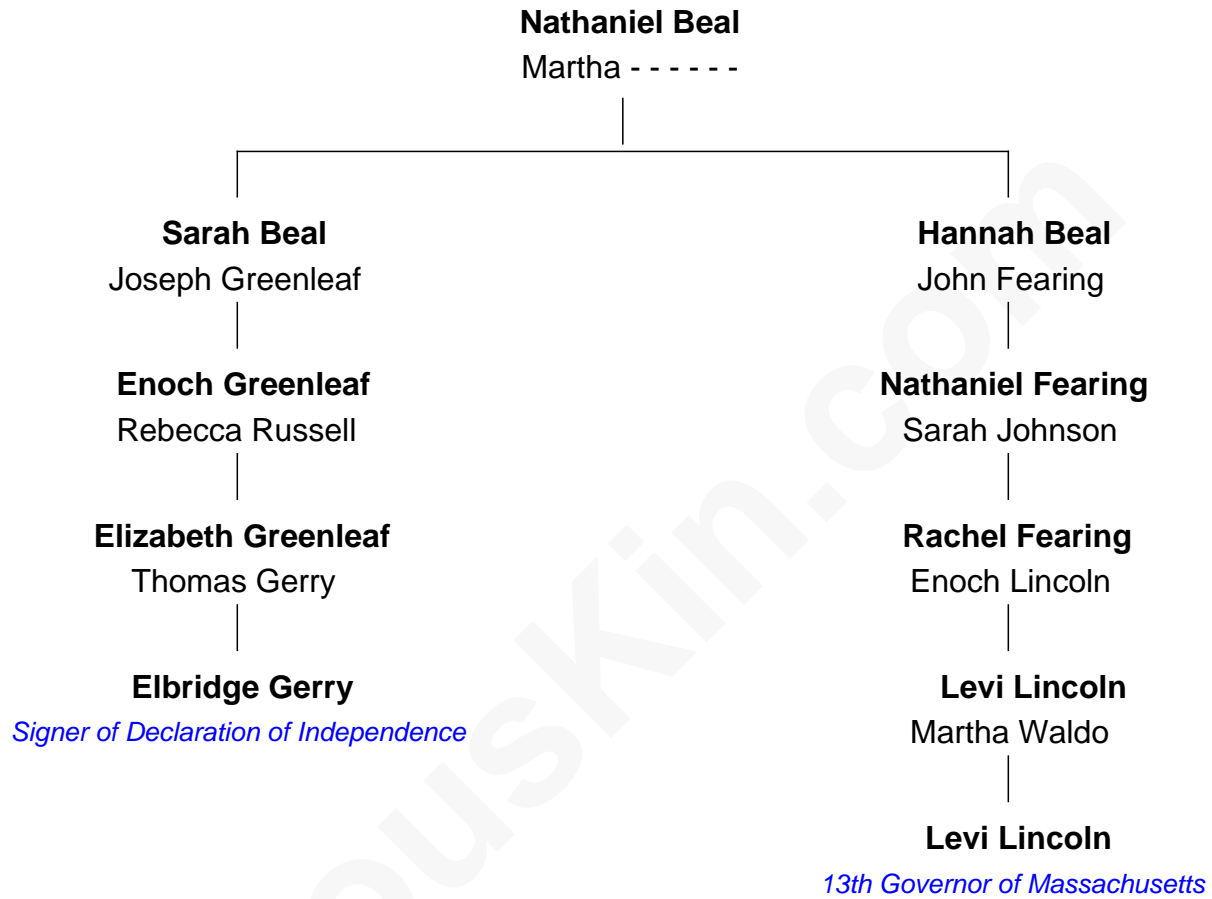 Nathaniel Beal
Martha - - - - - -
Sarah Beal
Joseph Greenleaf
Hannah Beal
John Fearing
Enoch Greenleaf
Rebecca Russell
Nathaniel Fearing
Sarah Johnson
Elizabeth Greenleaf
Thomas Gerry
Rachel Fearing
Enoch Lincoln
Elbridge Gerry
Signer of Declaration of Independence
Levi Lincoln
Martha Waldo
Levi Lincoln
13th Governor of Massachusetts
ousKin.com